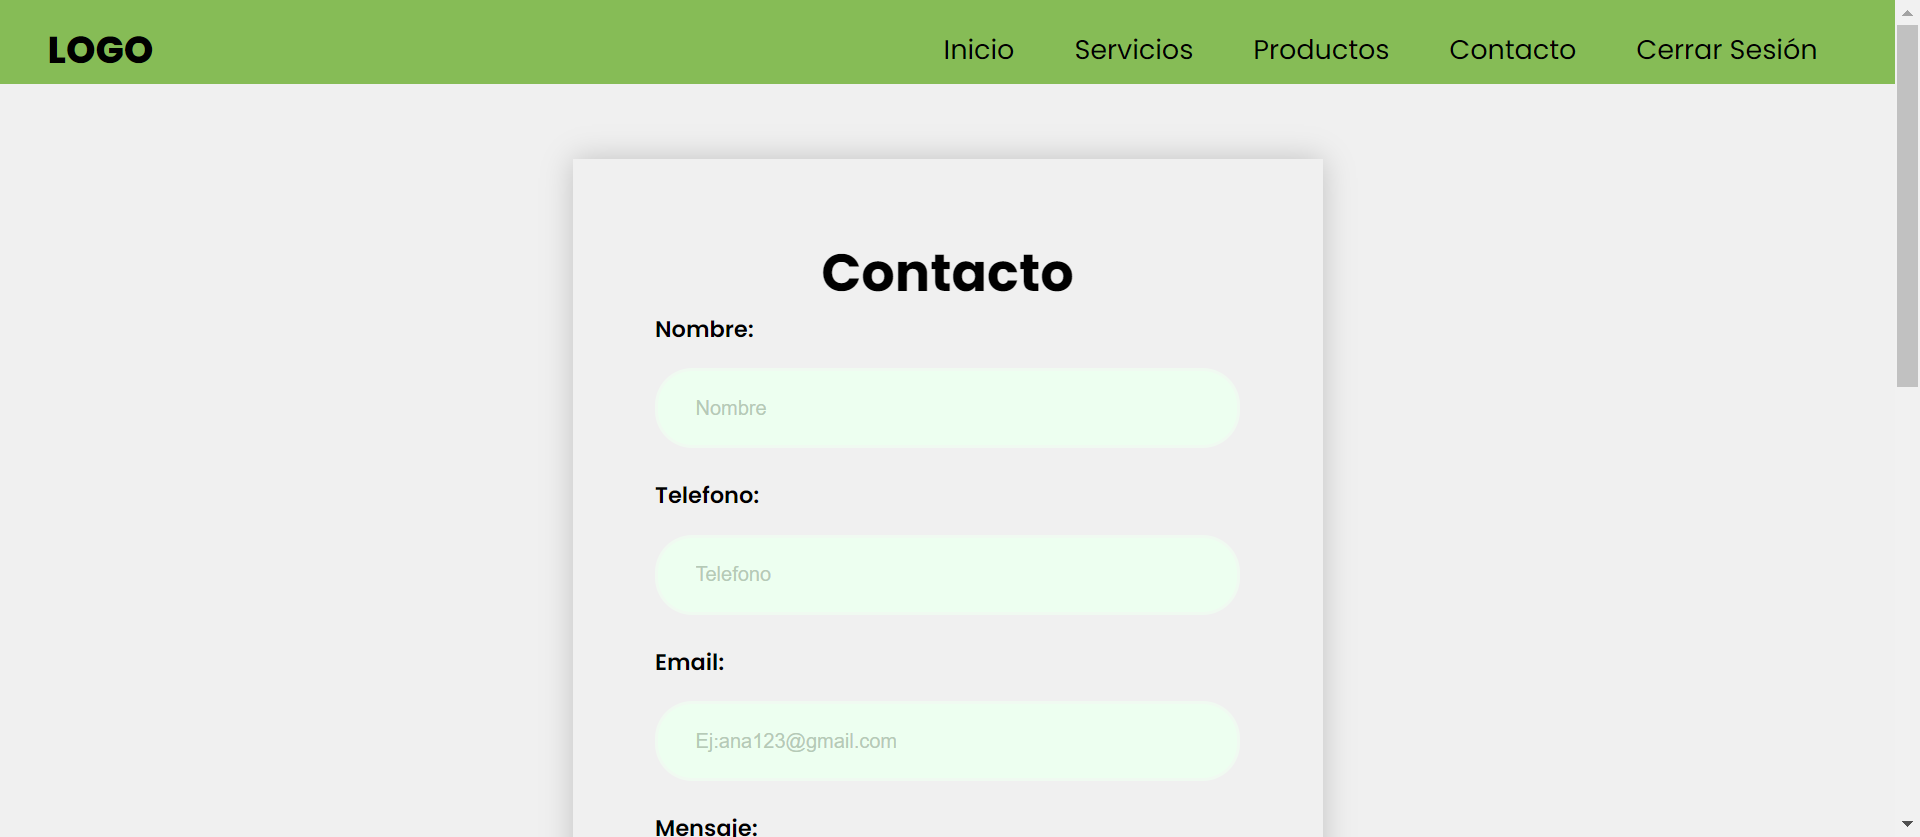 LOGO
Inicio Servicios Productos Contacto Cerrar Sesión
Contacto
Nombre:
Nombre
Telefono:
Telefono
Email:
Ej:ana123@gmail.com
Mensaje: